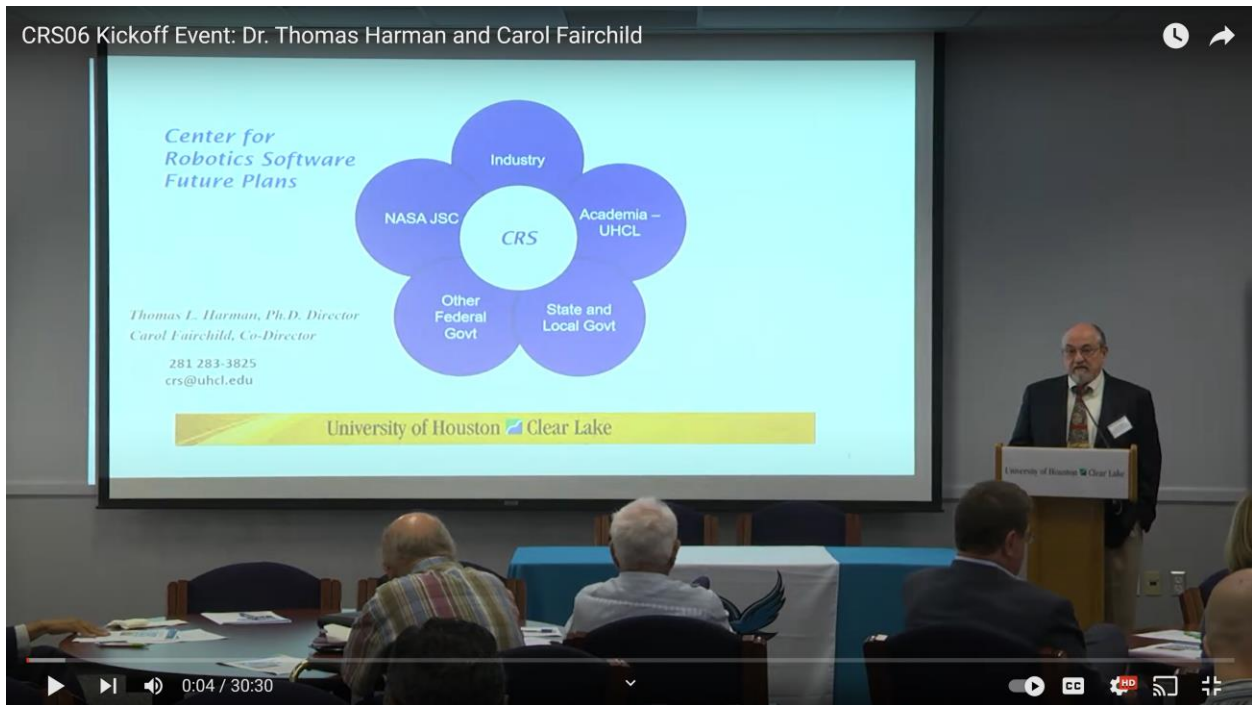 CRS06 Kickoff Event: Dr. Thomas Harman and Carol Fairchild
Center for
Robotics Software
Future Plans
Industry
NASA JSC
Academia –
UHCL
CRS
Other
Federal
Govt
State and
Local Govt
Thomas L. Harman, Ph.D. Director
Carol Fairchild, Co-Director
281 283-3825
crs@uhcl.edu
University of Houston Clear Lake
University of Houston Clear Lake
0:04 / 30:30
CC
HD